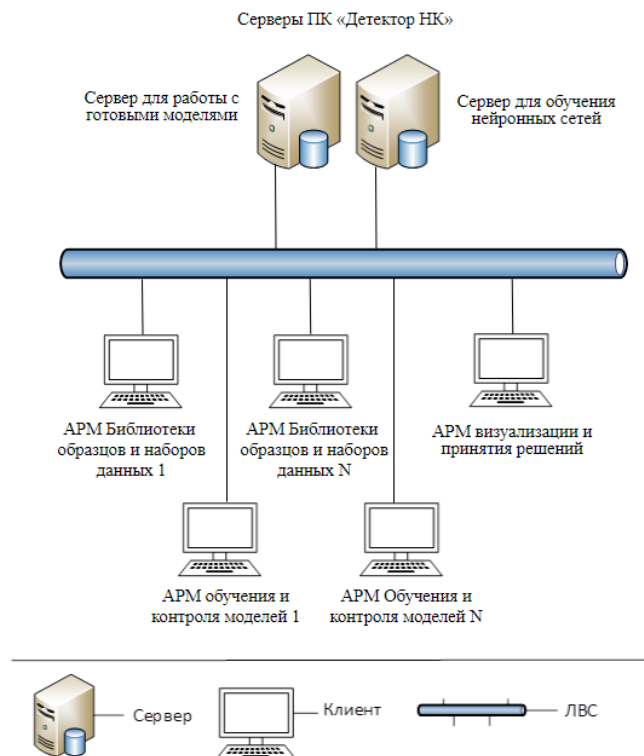 Серверы ПК «Детектор НК»
Сервер для работы с
готовыми моделями
Сервер для обучения
нейронных сетей
АРМ Библиотеки
образцов и наборов
данных 1
АРМ Библиотеки
образцов и наборов
данных N
АРМ визуализации и
принятия решений
АРМ обучения и
контроля моделей 1
АРМ Обучения и
контроля моделей N
Сервер
Клиент
ЛВС